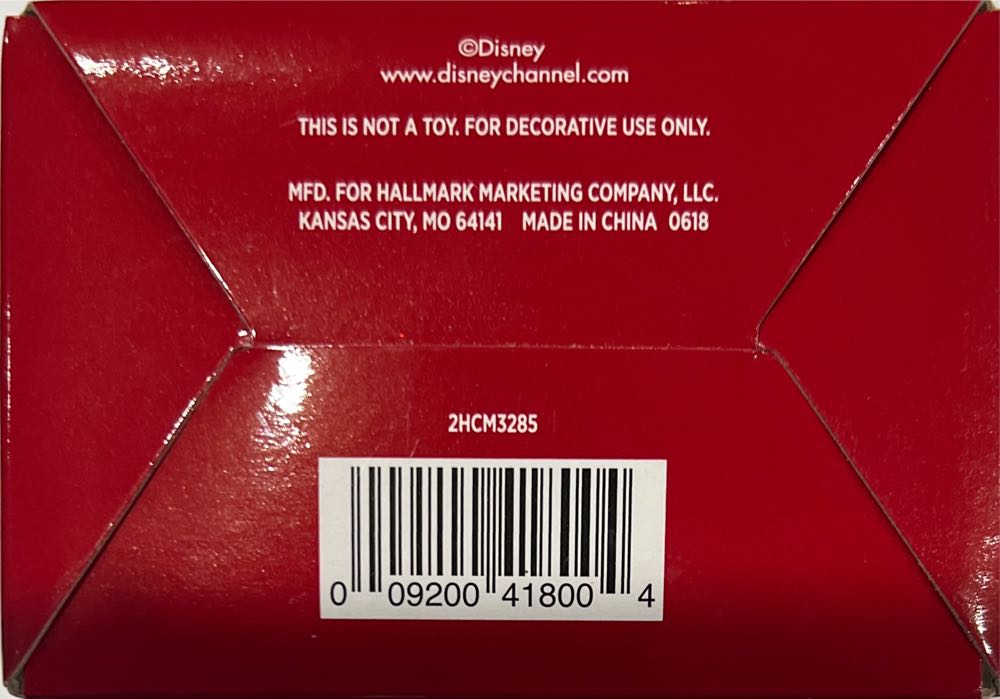 ©Disney
www.disneychannel.com
THIS IS NOT A TOY. FOR DECORATIVE USE ONLY.
MFD. FOR HALLMARK MARKETING COMPANY, LLC.
KANSAS CITY, MO 64141 MADE IN CHINA 0618
2HCM3285
0 09200 41800 4